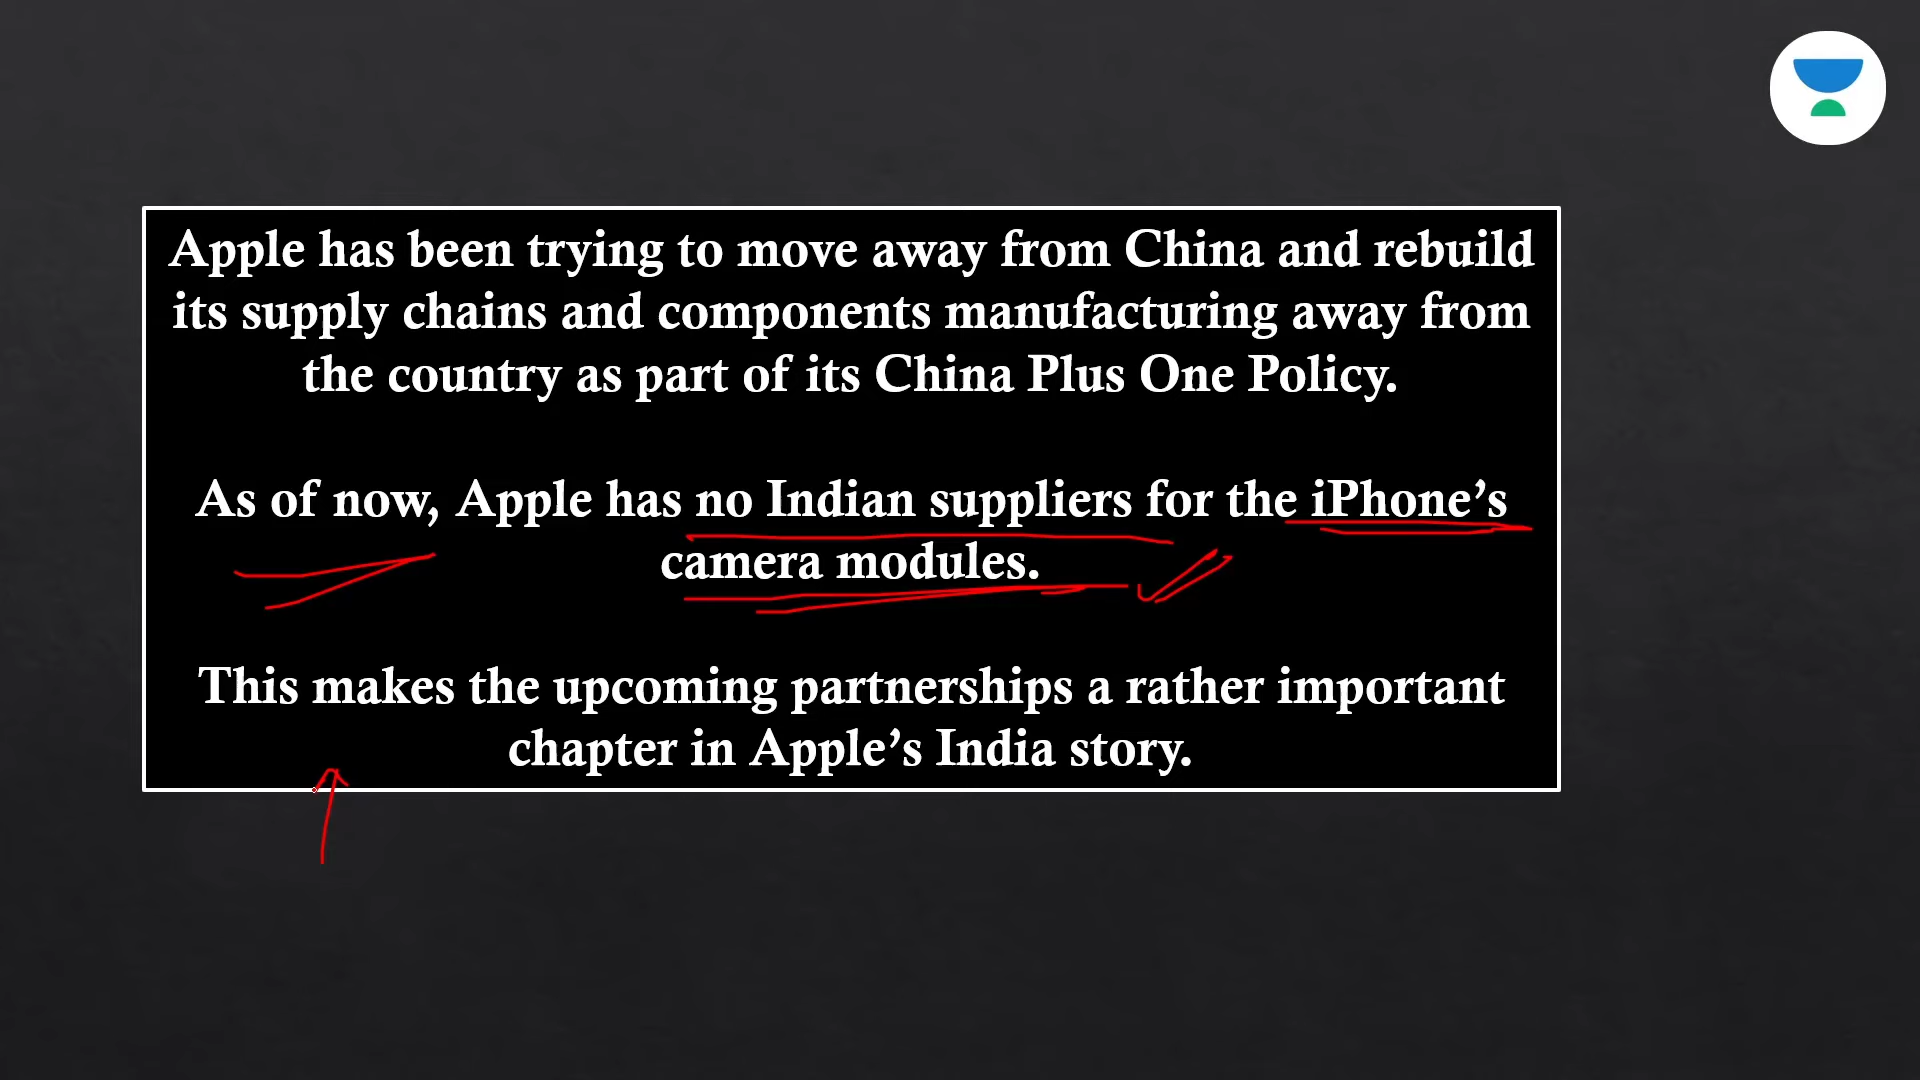 Apple has been trying to move away from China and rebuild
its supply chains and components manufacturing away from
the country as part of its China Plus One Policy.
As of now, Apple has no Indian suppliers for the iPhone’s
camera modules.
This makes the upcoming partnerships a rather important
chapter in Apple’s India story.